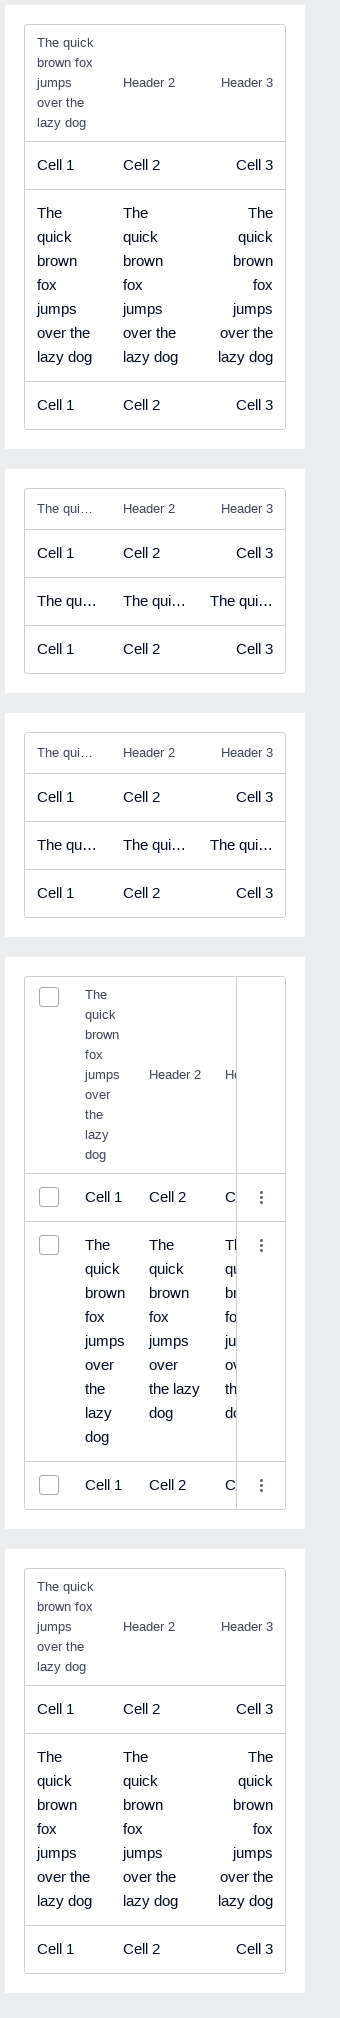 The quick
brown fox
jumps
over the
lazy dog
Header 2
Header 3
Cell 1
Cell 2
Cell 3
The
quick
brown
fox
jumps
over the
lazy dog
The
quick
brown
fox
jumps
over the
lazy dog
The
quick
brown
fox
jumps
over the
lazy dog
Cell 1
Cell 2
Cell 3
The qui...
Header 2
Header 3
Cell 1
Cell 2
Cell 3
The qu...
The qui...
The qui...
Cell 1
Cell 2
Cell 3
The qui...
Header 2
Header 3
Cell 1
Cell 2
Cell 3
The qu...
The qui...
The qui...
Cell 1
Cell 2
Cell 3
The
quick
brown
fox
jumps
over
the
lazy
dog
Header 2
Cell 1
Cell 2
The
quick
brown
fox
jumps
over
the
lazy
dog
The
quick
brown
fox
jumps
over
the lazy
dog
Cell 1
Cell 2
The quick
brown fox
jumps
over the
lazy dog
Header 2
Header 3
Cell 1
Cell 2
Cell 3
The
quick
brown
fox
jumps
over the
lazy dog
The
quick
brown
fox
jumps
over the
lazy dog
The
quick
brown
fox
jumps
over the
lazy dog
Cell 1
Cell 2
Cell 3